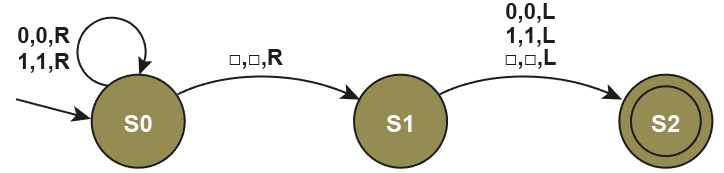 0,0,R
1,1,R
□,□,R
0,0,L
1,1,L
□,□,L
S0
S1
S2